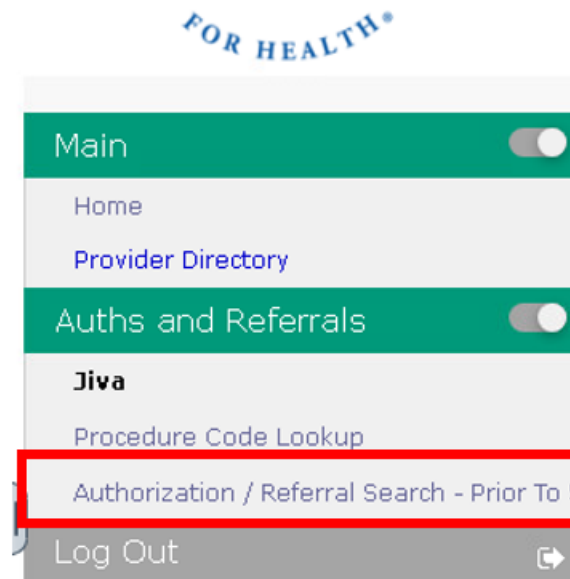 FOR HEALTH®
Main
Home
Provider Directory
Auths and Referrals
Jiva
Procedure Code Lookup
Authorization / Referral Search - Prior To
Log Out